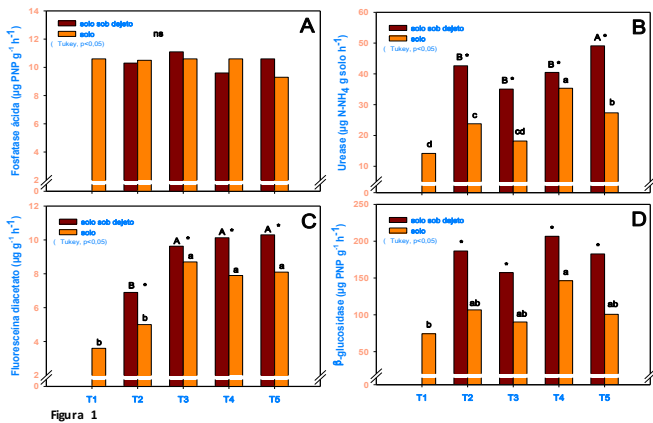 A
solo sob dejeto
solo
( Tukey, p<0,05)
ns
Fosfatase ácida (µg PNP g⁻¹ h⁻¹)
14
12
10
8
6
4
2
0
B
solo sob dejeto
solo
( Tukey, p<0,05)
Urease (µg N-NH₄ g solo h⁻¹)
60
50
40
30
20
10
0
d
B * c
B * cd
B * a
A * b
C
solo sob dejeto
solo
( Tukey, p<0,05)
Fluoresceína diacetato (µg g⁻¹ h⁻¹)
12
10
8
6
4
2
0
b
B * b
A * a
A * a
A * a
T1 T2 T3 T4 T5
D
solo sob dejeto
solo
( Tukey, p<0,05)
β-glucosidase (µg PNP g⁻¹ h⁻¹)
250
200
150
100
50
0
b
* ab
* ab
* a
* ab
T1 T2 T3 T4 T5
Figura 1